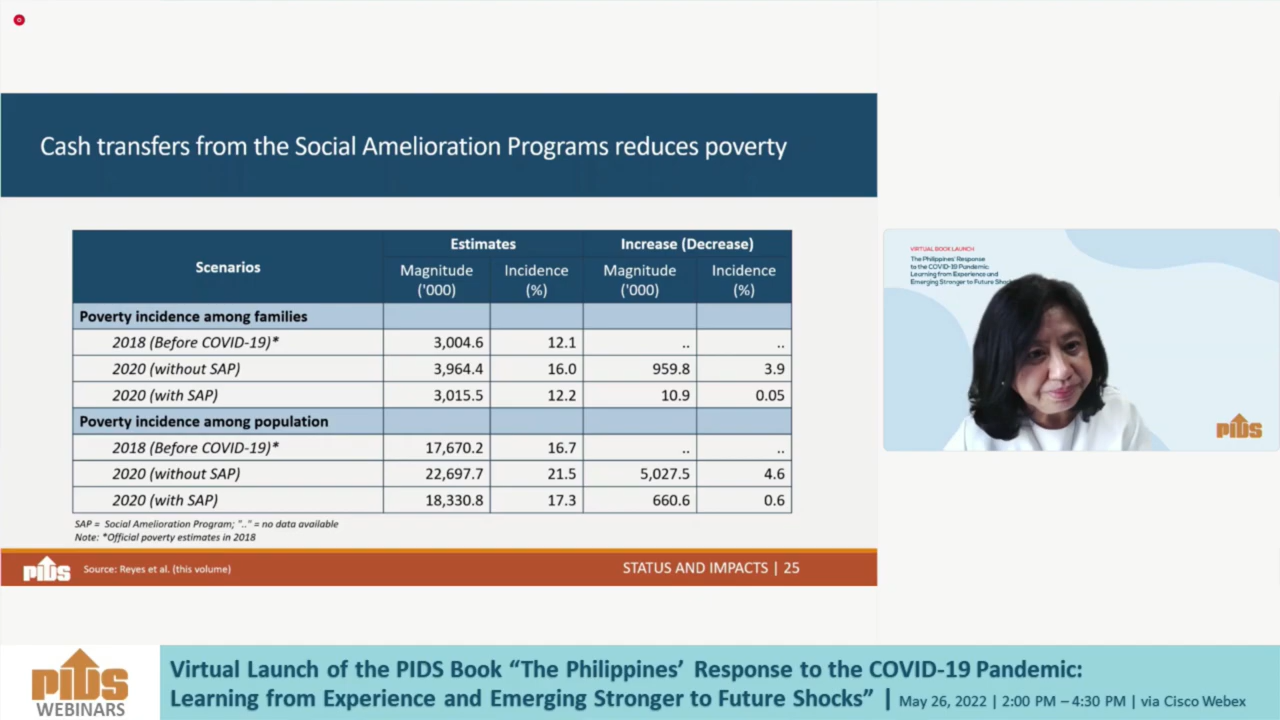 Cash transfers from the Social Amelioration Programs reduces poverty
Scenarios
Estimates
Increase (Decrease)
Magnitude ('000)
Incidence (%)
Magnitude ('000)
Incidence (%)
Poverty incidence among families
2018 (Before COVID-19)* 3,004.6 12.1 .. ..
2020 (without SAP) 3,964.4 16.0 959.8 3.9
2020 (with SAP) 3,015.5 12.2 10.9 0.05
Poverty incidence among population
2018 (Before COVID-19)* 17,670.2 16.7 .. ..
2020 (without SAP) 22,697.7 21.5 5,027.5 4.6
2020 (with SAP) 18,330.8 17.3 660.6 0.6
SAP = Social Amelioration Program; ".." = no data available
Note: *Official poverty estimates in 2018
PIDS
Source: Reyes et al. (this volume)
STATUS AND IMPACTS | 25
VIRTUAL BOOK LAUNCH
The Philippines' Response
to the COVID-19 Pandemic:
Learning from Experience and
Emerging Stronger to Future Shocks
PIDS
PIDS
WEBINARS
Virtual Launch of the PIDS Book “The Philippines’ Response to the COVID-19 Pandemic:
Learning from Experience and Emerging Stronger to Future Shocks” | May 26, 2022 | 2:00 PM – 4:30 PM | via Cisco Webex